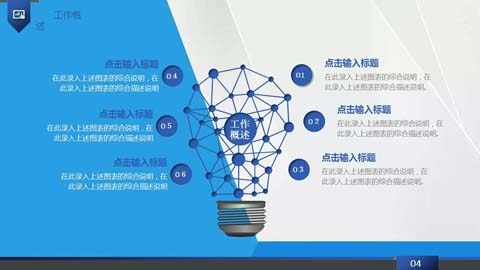 工作概
述
点击输入标题
在此录入上述图表的综合说明，在
此录入上述图表的综合描述说明
04
点击输入标题
在此录入上述图表的综合说明，在
此录入上述图表的综合描述说明
05
点击输入标题
在此录入上述图表的综合说明，在
此录入上述图表的综合描述说明
06
工作
概述
01
点击输入标题
在此录入上述图表的综合说明，在
此录入上述图表的综合描述说明。
02
点击输入标题
在此录入上述图表的综合说明，在
此录入上述图表的综合描述说明。
03
点击输入标题
在此录入上述图表的综合说明，在
此录入上述图表的综合描述说明。
04